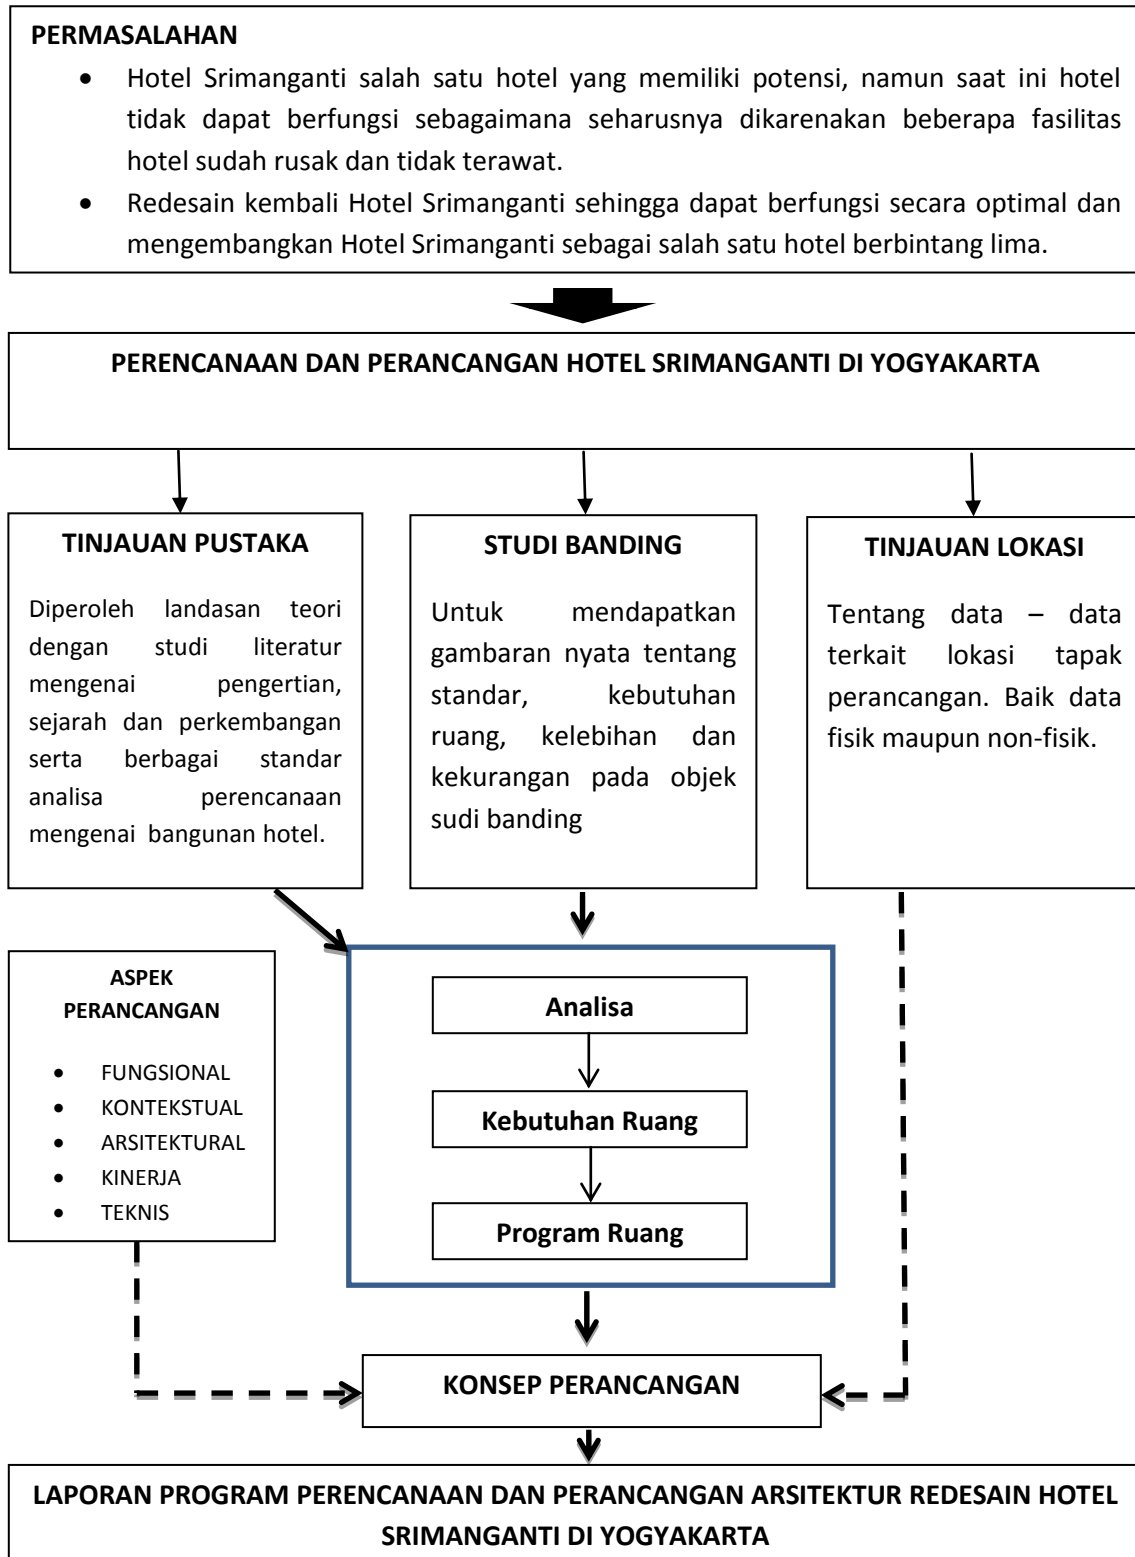 PERMASALAHAN
• Hotel Srimanganti salah satu hotel yang memiliki potensi, namun saat ini hotel
tidak dapat berfungsi sebagaimana seharusnya dikarenakan beberapa fasilitas
hotel sudah rusak dan tidak terawat.
• Redesain kembali Hotel Srimanganti sehingga dapat berfungsi secara optimal dan
mengembangkan Hotel Srimanganti sebagai salah satu hotel berbintang lima.
PERENCANAAN DAN PERANCANGAN HOTEL SRIMANGANTI DI YOGYAKARTA
TINJAUAN PUSTAKA
Diperoleh landasan teori
dengan studi literatur
mengenai pengertian,
sejarah dan perkembangan
serta berbagai standar
analisa perencanaan
mengenai bangunan hotel.
STUDI BANDING
Untuk mendapatkan
gambaran nyata tentang
standar, kebutuhan
ruang, kelebihan dan
kekurangan pada objek
sudi banding
TINJAUAN LOKASI
Tentang data – data
terkait lokasi tapak
perancangan. Baik data
fisik maupun non-fisik.
ASPEK
PERANCANGAN
• FUNGSIONAL
• KONTEKSTUAL
• ARSITEKTURAL
• KINERJA
• TEKNIS
Analisa
Kebutuhan Ruang
Program Ruang
KONSEP PERANCANGAN
LAPORAN PROGRAM PERENCANAAN DAN PERANCANGAN ARSITEKTUR REDESAIN HOTEL
SRIMANGANTI DI YOGYAKARTA